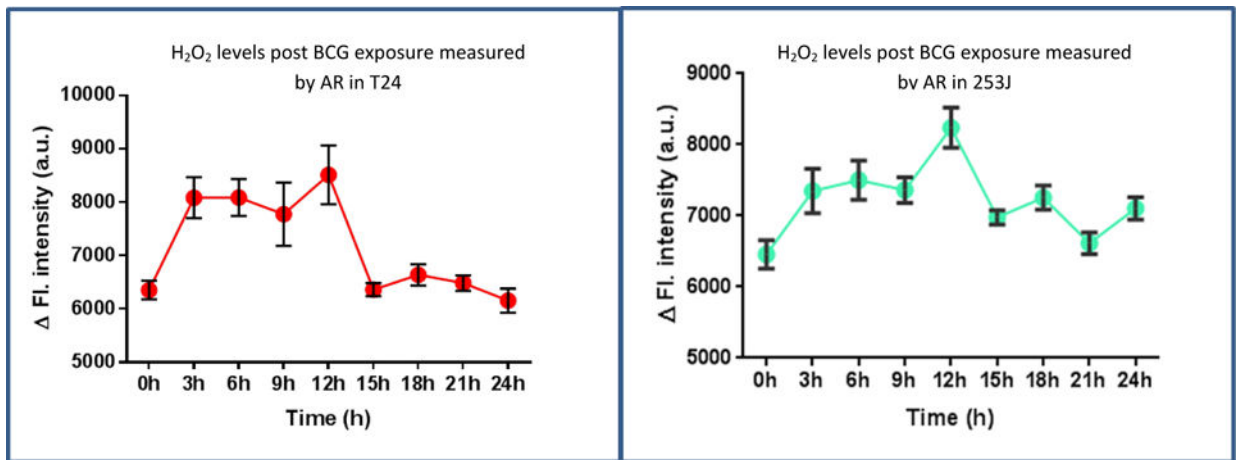 H₂O₂ levels post BCG exposure measured
by AR in T24
10000
9000
8000
7000
6000
5000
Δ Fl. intensity (a.u.)
0h 3h 6h 9h 12h 15h 18h 21h 24h
Time (h)
H₂O₂ levels post BCG exposure measured
by AR in 253J
9000
8000
7000
6000
5000
Δ Fl. intensity (a.u.)
0h 3h 6h 9h 12h 15h 18h 21h 24h
Time (h)